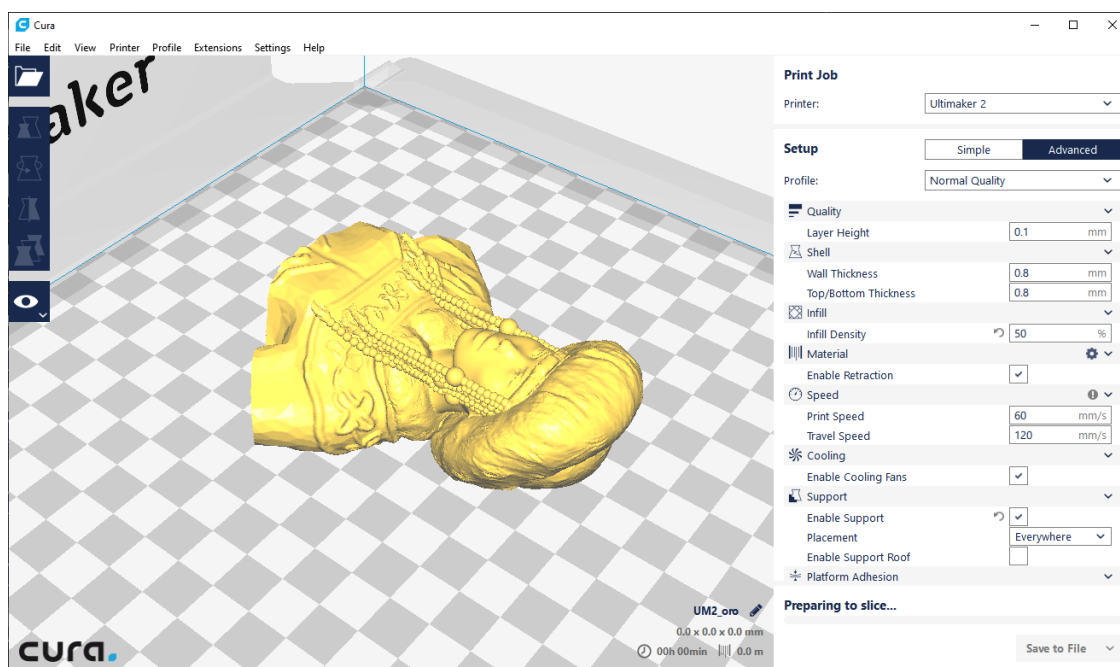 Cura
File Edit View Printer Profile Extensions Settings Help
aker
Print Job
Printer: Ultimaker 2
Setup Simple Advanced
Profile: Normal Quality
Quality
Layer Height 0.1 mm
Shell
Wall Thickness 0.8 mm
Top/Bottom Thickness 0.8 mm
Infill
Infill Density 50 %
Material
Enable Retraction
Speed
Print Speed 60 mm/s
Travel Speed 120 mm/s
Cooling
Enable Cooling Fans
Support
Enable Support
Placement Everywhere
Enable Support Roof
Platform Adhesion
UM2_oro
0.0 x 0.0 x 0.0 mm
00h 00min 0.0 m
Preparing to slice...
Save to File
cura.